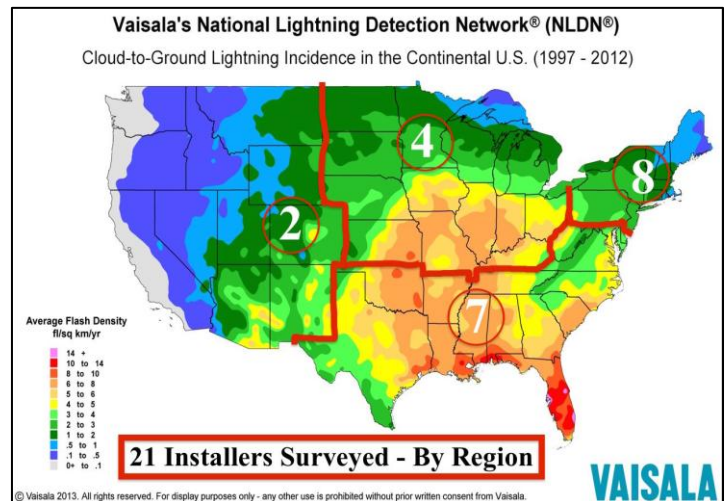 Vaisala's National Lightning Detection Network® (NLDN®)
Cloud-to-Ground Lightning Incidence in the Continental U.S. (1997 - 2012)
4
8
2
7
Average Flash Density
fl/sq km/yr
14 +
10 to 14
8 to 10
6 to 8
5 to 6
4 to 5
3 to 4
2 to 3
1 to 2
.5 to 1
.1 to .5
0+ to .1
21 Installers Surveyed - By Region
VAISALA
© Vaisala 2013. All rights reserved. For display purposes only - any other use is prohibited without prior written consent from Vaisala.